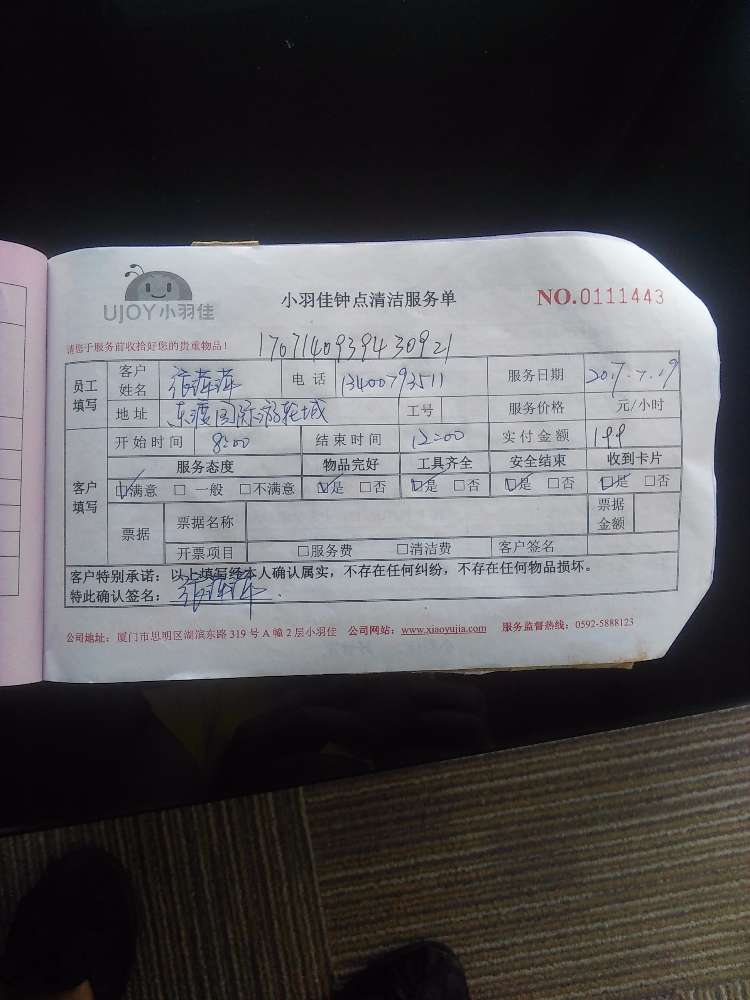 UJOY小羽佳
小羽佳钟点清洁服务单
NO.0111443
请您于服务前收拾好您的贵重物品!
170714093943 0921
员工填写 客户姓名 电话 13400793511 服务日期 2017.7.19
地址 东渡国际游轮城 工号 服务价格 元/小时
开始时间 8:00 结束时间 12:00 实付金额 199
客户填写 服务态度 物品完好 工具齐全 安全结束 收到卡片
☑满意 □ 一般 □不满意 ☑是 □否 ☑是 □否 ☑是 □否 ☑是 □否
票据 票据名称 票据金额
开票项目 □服务费 □清洁费 客户签名
客户特别承诺:以上填写经本人确认属实,不存在任何纠纷,不存在任何物品损坏。
特此确认签名:
公司地址:厦门市思明区湖滨东路 319 号 A 幢 2 层小羽佳 公司网站:www.xiaoyujia.com 服务监督热线:0592-5888123